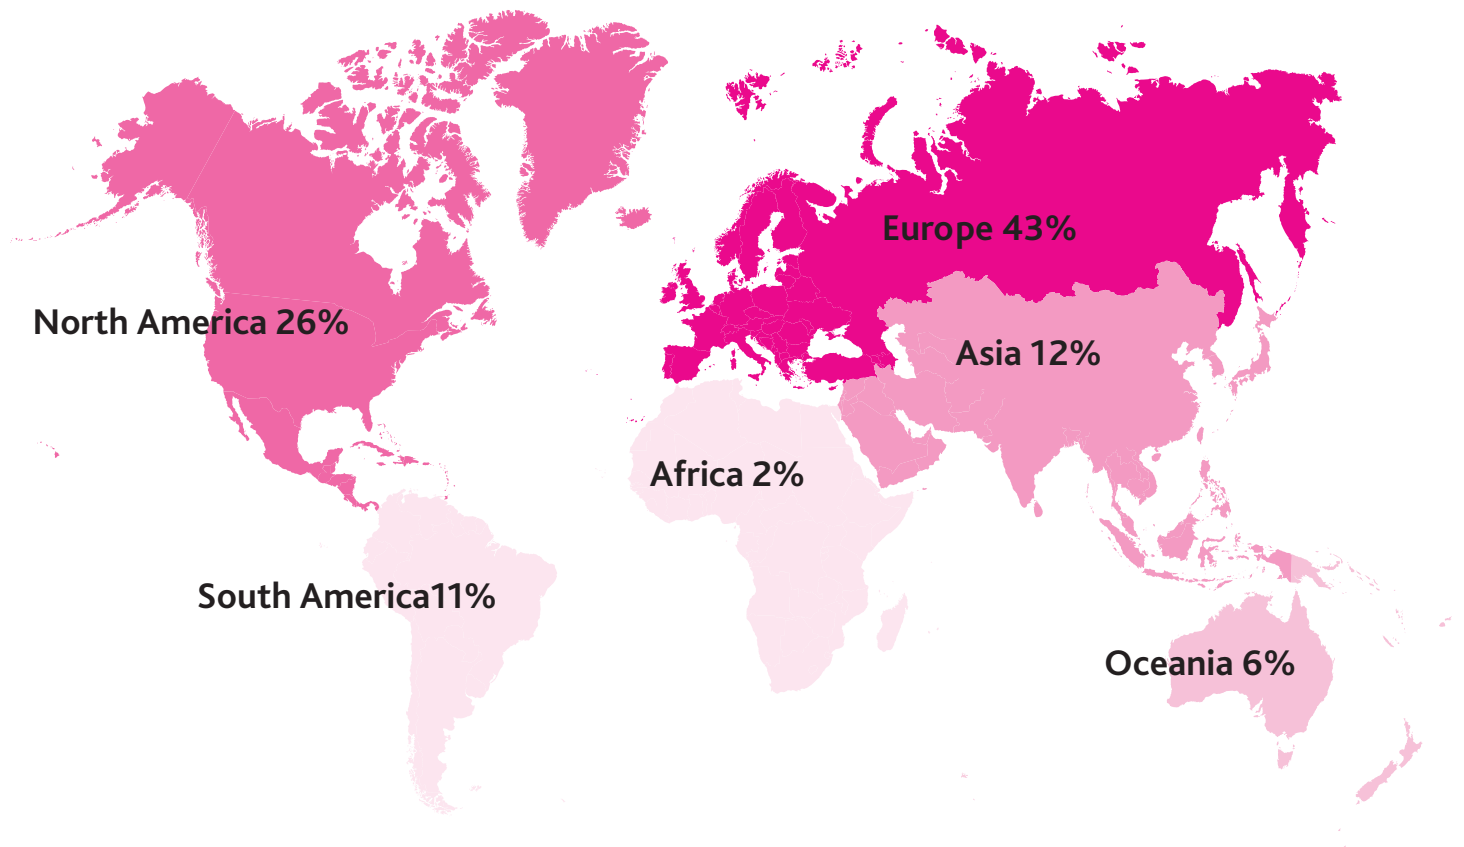 Europe 43%
North America 26%
Asia 12%
Africa 2%
South America11%
Oceania 6%